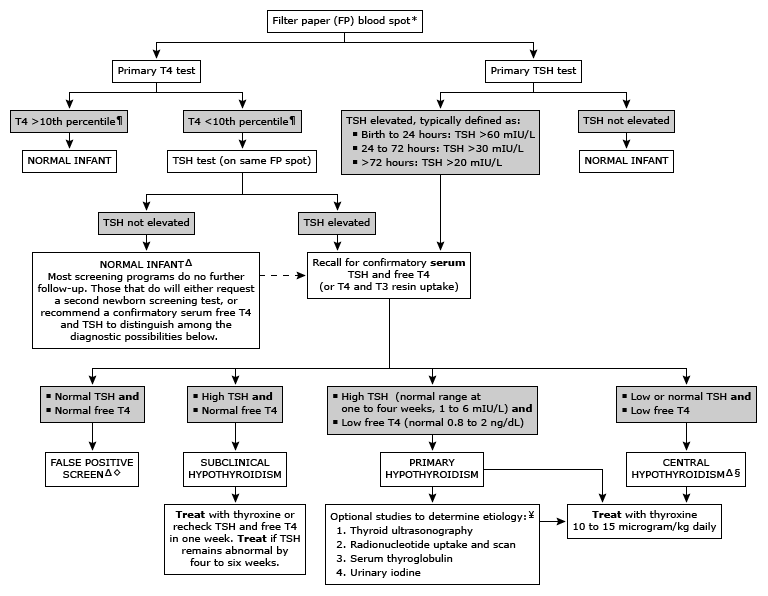 Filter paper (FP) blood spot*
Primary T4 test
Primary TSH test
T4 >10th percentile¶
T4 <10th percentile¶
TSH elevated, typically defined as:
▪ Birth to 24 hours: TSH >60 mIU/L
▪ 24 to 72 hours: TSH >30 mIU/L
▪ >72 hours: TSH >20 mIU/L
TSH not elevated
NORMAL INFANT
TSH test (on same FP spot)
NORMAL INFANT
TSH not elevated
TSH elevated
NORMAL INFANTΔ
Most screening programs do no further
follow-up. Those that do will either request
a second newborn screening test, or
recommend a confirmatory serum free T4
and TSH to distinguish among the
diagnostic possibilities below.
Recall for confirmatory serum
TSH and free T4
(or T4 and T3 resin uptake)
▪ Normal TSH and
▪ Normal free T4
▪ High TSH and
▪ Normal free T4
▪ High TSH (normal range at
one to four weeks, 1 to 6 mIU/L) and
▪ Low free T4 (normal 0.8 to 2 ng/dL)
▪ Low or normal TSH and
▪ Low free T4
FALSE POSITIVE
SCREENΔ◇
SUBCLINICAL
HYPOTHYROIDISM
PRIMARY
HYPOTHYROIDISM
CENTRAL
HYPOTHYROIDISMΔ§
Treat with thyroxine or
recheck TSH and free T4
in one week. Treat if TSH
remains abnormal by
four to six weeks.
Optional studies to determine etiology:¥
1. Thyroid ultrasonography
2. Radionucleotide uptake and scan
3. Serum thyroglobulin
4. Urinary iodine
Treat with thyroxine
10 to 15 microgram/kg daily